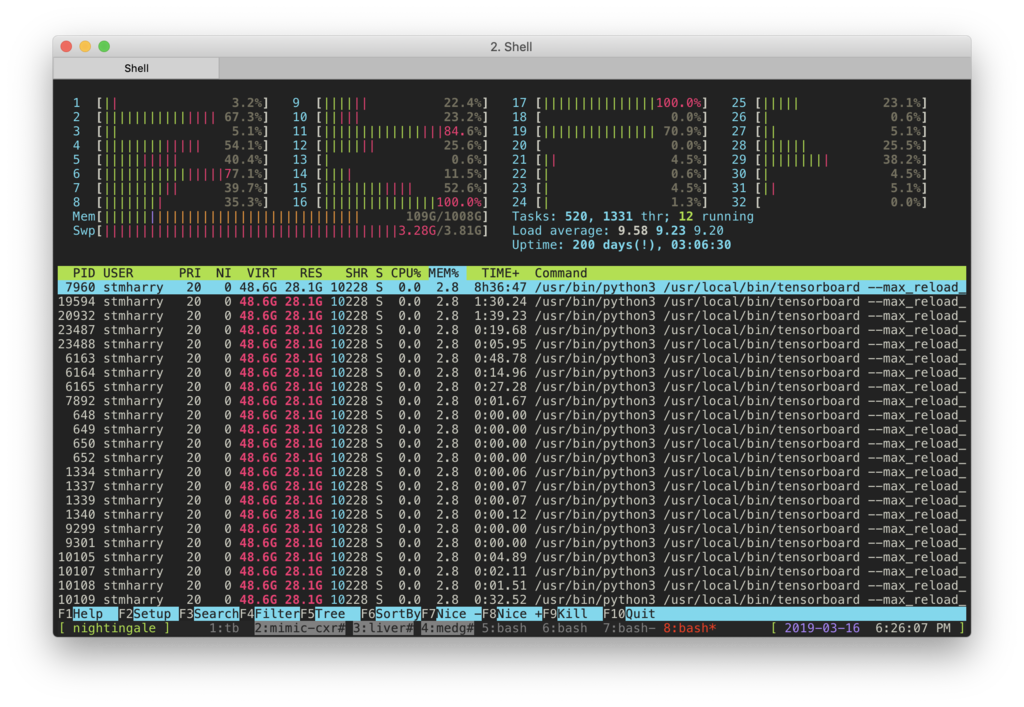 2. Shell
Shell
1 [|| 3.2%] 9 [|||||| 22.4%] 17 [|||||||||||||||100.0%] 25 [||||| 23.1%]
2 [||||||||||||||| 67.3%] 10 [||||| 23.2%] 18 [ 0.0%] 26 [| 0.6%]
3 [|| 5.1%] 11 [||||||||||||||||84.6%] 19 [||||||||||||||| 70.9%] 27 [|| 5.1%]
4 [||||||||||||| 54.1%] 12 [||||||| 25.6%] 20 [ 0.0%] 28 [|||||| 25.5%]
5 [|||||||||| 40.4%] 13 [| 0.6%] 21 [|| 4.5%] 29 [||||||||| 38.2%]
6 [||||||||||||||||77.1%] 14 [|||| 11.5%] 22 [| 0.6%] 30 [| 4.5%]
7 [|||||||||| 39.7%] 15 [|||||||||||| 52.6%] 23 [| 4.5%] 31 [|| 5.1%]
8 [|||||||| 35.3%] 16 [|||||||||||||||100.0%] 24 [| 1.3%] 32 [ 0.0%]
Mem[|||||||||||||||||||||||||||||||||| 109G/1008G] Tasks: 520, 1331 thr; 12 running
Swp[|||||||||||||||||||||||||||||||||||||||3.28G/3.81G] Load average: 9.58 9.23 9.20
Uptime: 200 days(!), 03:06:30
PID USER PRI NI VIRT RES SHR S CPU% MEM% TIME+ Command
7960 stmharry 20 0 48.6G 28.1G 10228 S 0.0 2.8 8h36:47 /usr/bin/python3 /usr/local/bin/tensorboard --max_reload_
19594 stmharry 20 0 48.6G 28.1G 10228 S 0.0 2.8 1:30.24 /usr/bin/python3 /usr/local/bin/tensorboard --max_reload_
20932 stmharry 20 0 48.6G 28.1G 10228 S 0.0 2.8 1:39.23 /usr/bin/python3 /usr/local/bin/tensorboard --max_reload_
23487 stmharry 20 0 48.6G 28.1G 10228 S 0.0 2.8 0:19.68 /usr/bin/python3 /usr/local/bin/tensorboard --max_reload_
23488 stmharry 20 0 48.6G 28.1G 10228 S 0.0 2.8 0:05.95 /usr/bin/python3 /usr/local/bin/tensorboard --max_reload_
6163 stmharry 20 0 48.6G 28.1G 10228 S 0.0 2.8 0:48.78 /usr/bin/python3 /usr/local/bin/tensorboard --max_reload_
6164 stmharry 20 0 48.6G 28.1G 10228 S 0.0 2.8 0:14.96 /usr/bin/python3 /usr/local/bin/tensorboard --max_reload_
6165 stmharry 20 0 48.6G 28.1G 10228 S 0.0 2.8 0:27.28 /usr/bin/python3 /usr/local/bin/tensorboard --max_reload_
7892 stmharry 20 0 48.6G 28.1G 10228 S 0.0 2.8 0:01.67 /usr/bin/python3 /usr/local/bin/tensorboard --max_reload_
648 stmharry 20 0 48.6G 28.1G 10228 S 0.0 2.8 0:00.00 /usr/bin/python3 /usr/local/bin/tensorboard --max_reload_
649 stmharry 20 0 48.6G 28.1G 10228 S 0.0 2.8 0:00.00 /usr/bin/python3 /usr/local/bin/tensorboard --max_reload_
650 stmharry 20 0 48.6G 28.1G 10228 S 0.0 2.8 0:00.00 /usr/bin/python3 /usr/local/bin/tensorboard --max_reload_
652 stmharry 20 0 48.6G 28.1G 10228 S 0.0 2.8 0:00.00 /usr/bin/python3 /usr/local/bin/tensorboard --max_reload_
1334 stmharry 20 0 48.6G 28.1G 10228 S 0.0 2.8 0:00.06 /usr/bin/python3 /usr/local/bin/tensorboard --max_reload_
1337 stmharry 20 0 48.6G 28.1G 10228 S 0.0 2.8 0:00.07 /usr/bin/python3 /usr/local/bin/tensorboard --max_reload_
1339 stmharry 20 0 48.6G 28.1G 10228 S 0.0 2.8 0:00.07 /usr/bin/python3 /usr/local/bin/tensorboard --max_reload_
1340 stmharry 20 0 48.6G 28.1G 10228 S 0.0 2.8 0:00.12 /usr/bin/python3 /usr/local/bin/tensorboard --max_reload_
9299 stmharry 20 0 48.6G 28.1G 10228 S 0.0 2.8 0:00.00 /usr/bin/python3 /usr/local/bin/tensorboard --max_reload_
9301 stmharry 20 0 48.6G 28.1G 10228 S 0.0 2.8 0:00.00 /usr/bin/python3 /usr/local/bin/tensorboard --max_reload_
10105 stmharry 20 0 48.6G 28.1G 10228 S 0.0 2.8 0:04.89 /usr/bin/python3 /usr/local/bin/tensorboard --max_reload_
10107 stmharry 20 0 48.6G 28.1G 10228 S 0.0 2.8 0:02.11 /usr/bin/python3 /usr/local/bin/tensorboard --max_reload_
10108 stmharry 20 0 48.6G 28.1G 10228 S 0.0 2.8 0:01.51 /usr/bin/python3 /usr/local/bin/tensorboard --max_reload_
10109 stmharry 20 0 48.6G 28.1G 10228 S 0.0 2.8 0:32.52 /usr/bin/python3 /usr/local/bin/tensorboard --max_reload_
F1Help F2Setup F3SearchF4FilterF5Tree F6SortByF7Nice -F8Nice +F9Kill F10Quit
[ nightingale ] 1:tb 2:mimic-cxr# 3:liver# 4:medg# 5:bash 6:bash 7:bash- 8:bash* [ 2019-03-16 6:26:07 PM ]